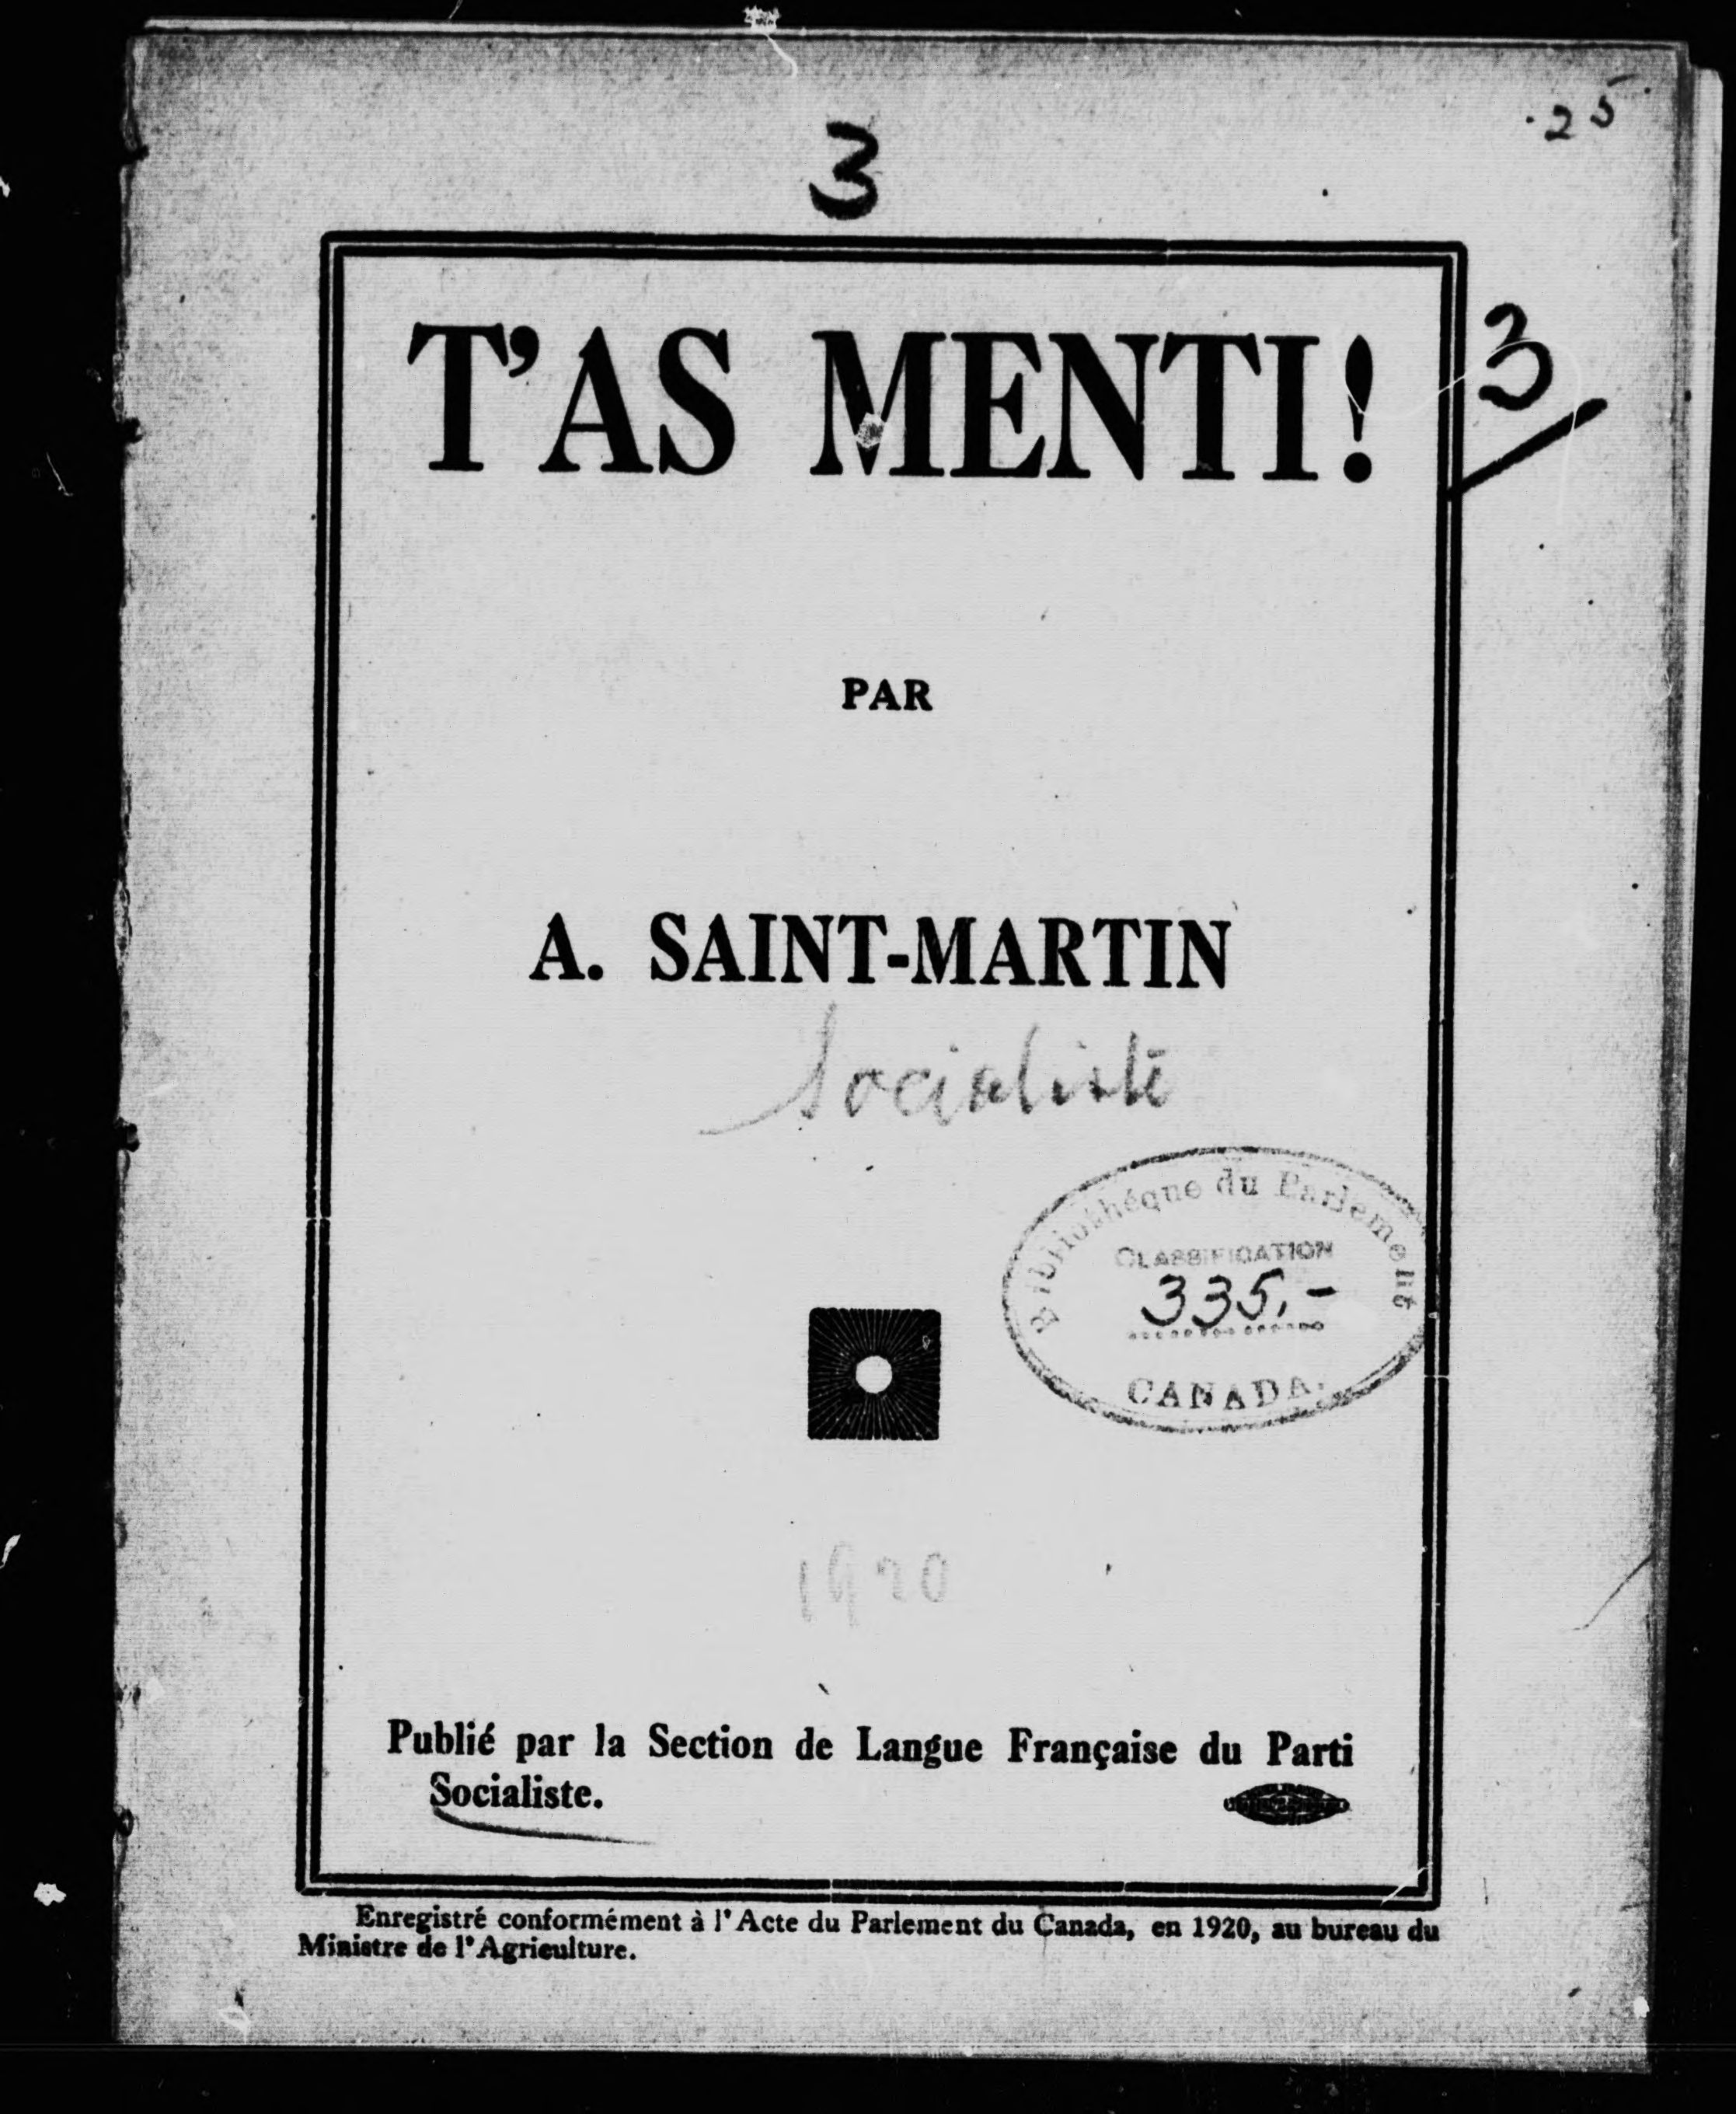 .25
3
T'AS MENTI!
3
PAR
A. SAINT-MARTIN
Socialiste
Bibliothéque du Parlement
CLASSIFICATION
335.-
CANADA.
1920
Publié par la Section de Langue Française du Parti
Socialiste.
Enregistré conformément à l'Acte du Parlement du Canada, en 1920, au bureau du
Ministre de l'Agriculture.